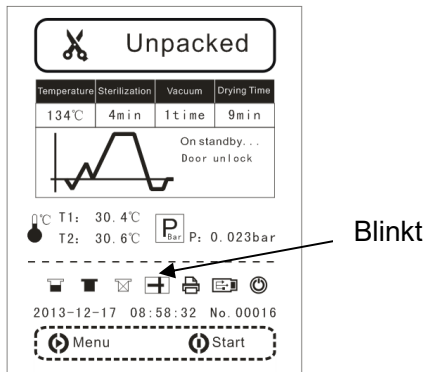 Unpacked
Temperature Sterilization Vacuum Drying Time
134℃ 4min 1time 9min
On standby...
Door unlock
℃ T1: 30.4℃
T2: 30.6℃
P Bar P: 0.023bar
Blinkt
2013-12-17 08:58:32 No.00016
Menu Start